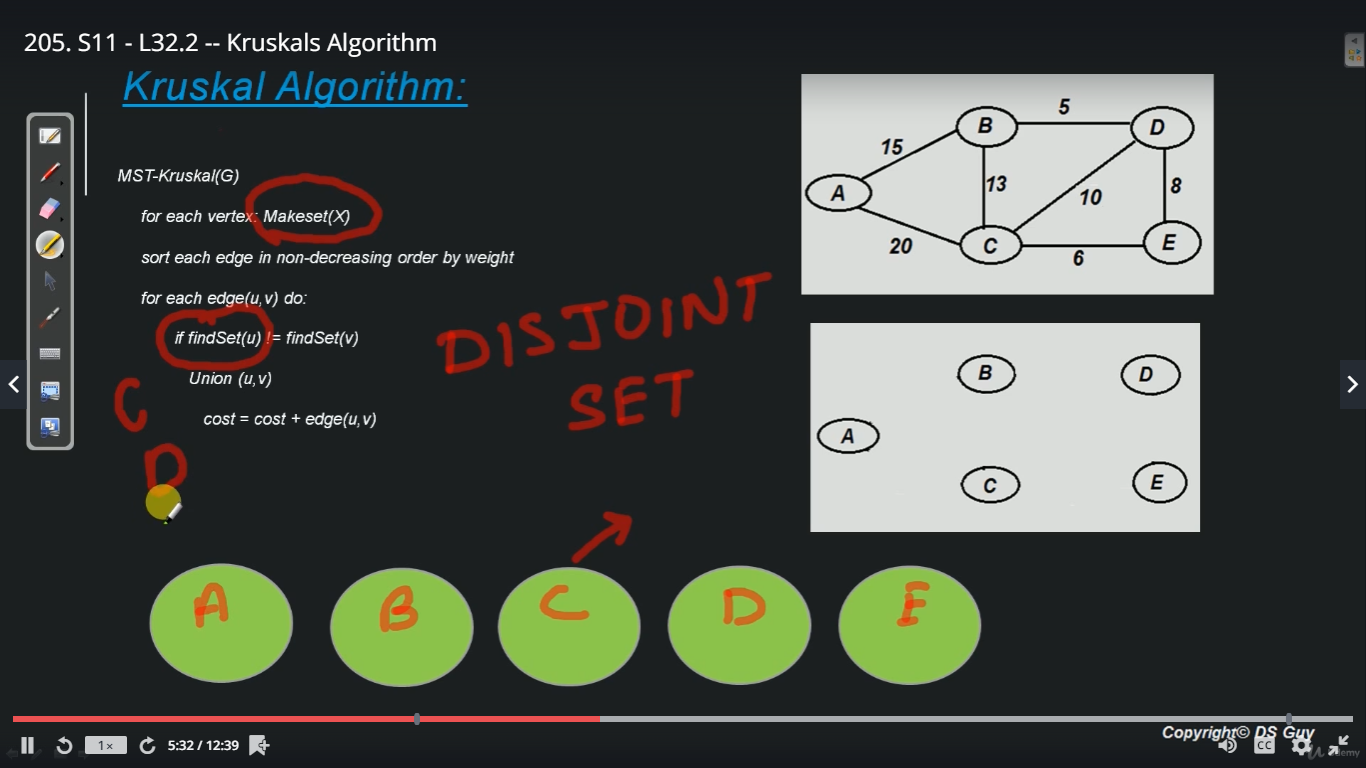 205. S11 - L32.2 -- Kruskals Algorithm
Kruskal Algorithm:
MST-Kruskal(G)
for each vertex: Makeset(X)
sort each edge in non-decreasing order by weight
for each edge(u,v) do:
if findSet(u) != findSet(v)
Union (u,v)
cost = cost + edge(u,v)
C
D
DISJOINT
SET
5
B
D
15
13
8
A
10
20
C
6
E
B
D
A
C
E
A
B
C
D
E
1x
5:32 / 12:39
Copyright© DS Guy
CC